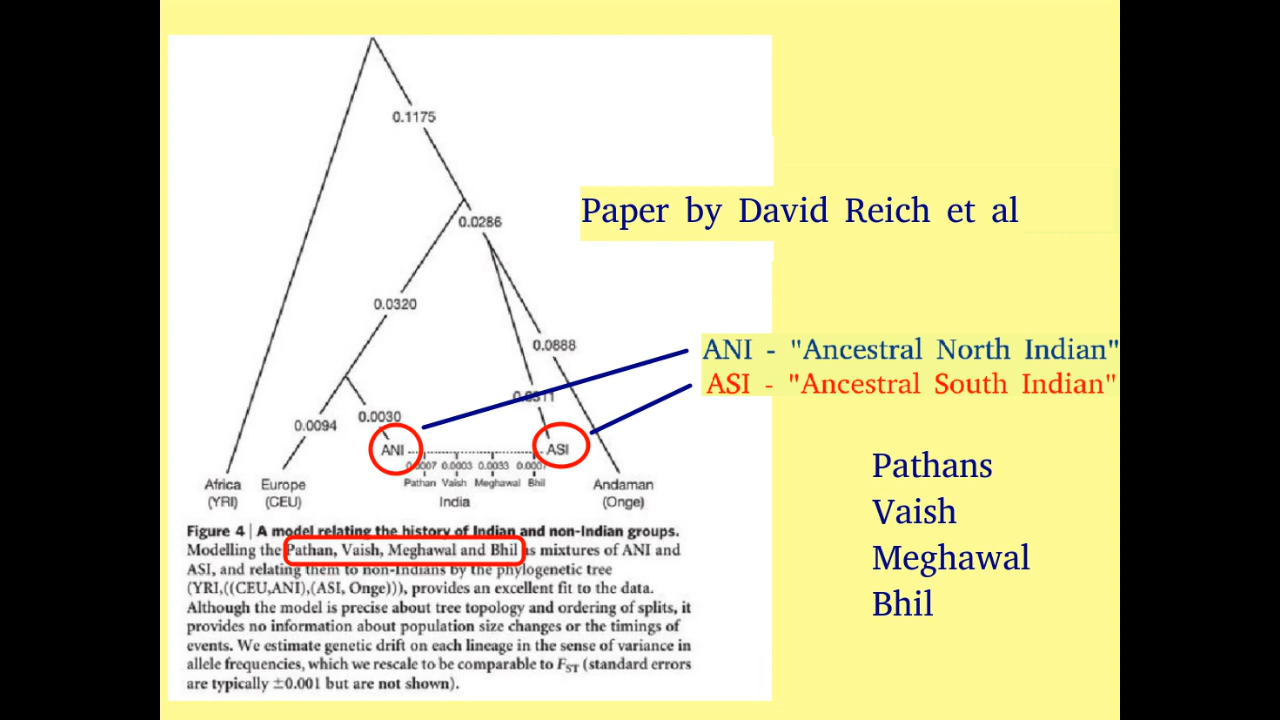 0.1175
Paper by David Reich et al
0.0286
0.0320
0.0888
ANI - "Ancestral North Indian"
ASI - "Ancestral South Indian"
0.0030
0.0094
ANI
ASI
0.0003 0.0033
Africa Europe Pathan Vaish Meghawal Bhil Andaman
(YRI) (CEU) India (Onge)
Pathans
Vaish
Meghawal
Bhil
Figure 4 | A model relating the history of Indian and non-Indian groups.
Modelling the Pathan, Vaish, Meghawal and Bhil as mixtures of ANI and
ASI, and relating them to non-Indians by the phylogenetic tree
(YRI,((CEU,ANI),(ASI, Onge))), provides an excellent fit to the data.
Although the model is precise about tree topology and ordering of splits, it
provides no information about population size changes or the timings of
events. We estimate genetic drift on each lineage in the sense of variance in
allele frequencies, which we rescale to be comparable to FST (standard errors
are typically ±0.001 but are not shown).